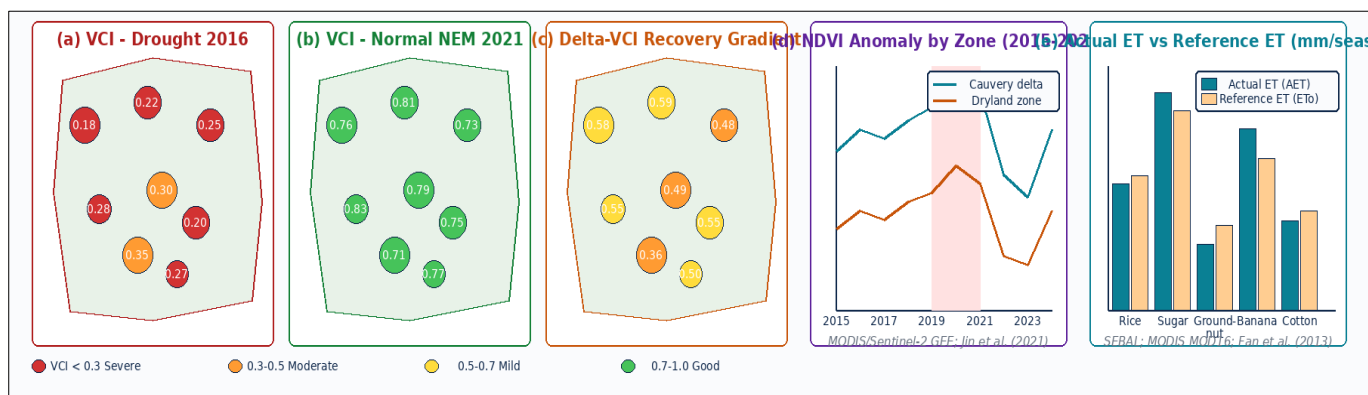 (a) VCI - Drought 2016
0.22
0.18
0.25
0.30
0.28
0.20
0.35
0.27
(b) VCI - Normal NEM 2021
0.81
0.76
0.73
0.79
0.83
0.75
0.71
0.77
(c) Delta-VCI Recovery Gradient
0.59
0.58
0.48
0.49
0.55
0.55
0.36
0.50
(d) NDVI Anomaly by Zone (2015-202
Cauvery delta
Dryland zone
2015 2017 2019 2021 2023
MODIS/Sentinel-2 GEE; Jin et al. (2021)
Actual ET vs Reference ET (mm/seas
Actual ET (AET)
Reference ET (ETo)
Rice Sugar Ground- Banana Cotton
nut
SEBAL; MODIS MOD16; Fan et al. (2013)
VCI < 0.3 Severe 0.3-0.5 Moderate 0.5-0.7 Mild 0.7-1.0 Good